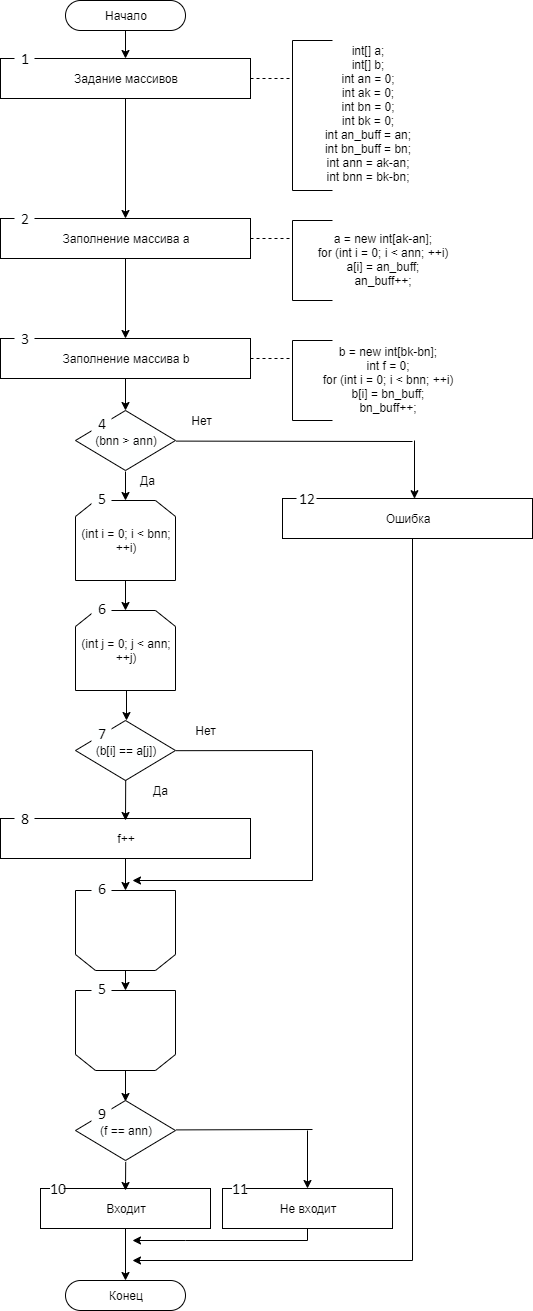 Начало
1
Задание массивов
int[] a;
int[] b;
int an = 0;
int ak = 0;
int bn = 0;
int bk = 0;
int an_buff = an;
int bn_buff = bn;
int ann = ak-an;
int bnn = bk-bn;
2
Заполнение массива a
a = new int[ak-an];
for (int i = 0; i < ann; ++i)
a[i] = an_buff;
an_buff++;
3
Заполнение массива b
b = new int[bk-bn];
int f = 0;
for (int i = 0; i < bnn; ++i)
b[i] = bn_buff;
bn_buff++;
4
(bnn > ann)
Нет
Да
5
(int i = 0; i < bnn;
++i)
12
Ошибка
6
(int j = 0; j < ann;
++j)
7
(b[i] == a[j])
Нет
Да
8
f++
6
5
9
(f == ann)
10
Входит
11
Не входит
Конец